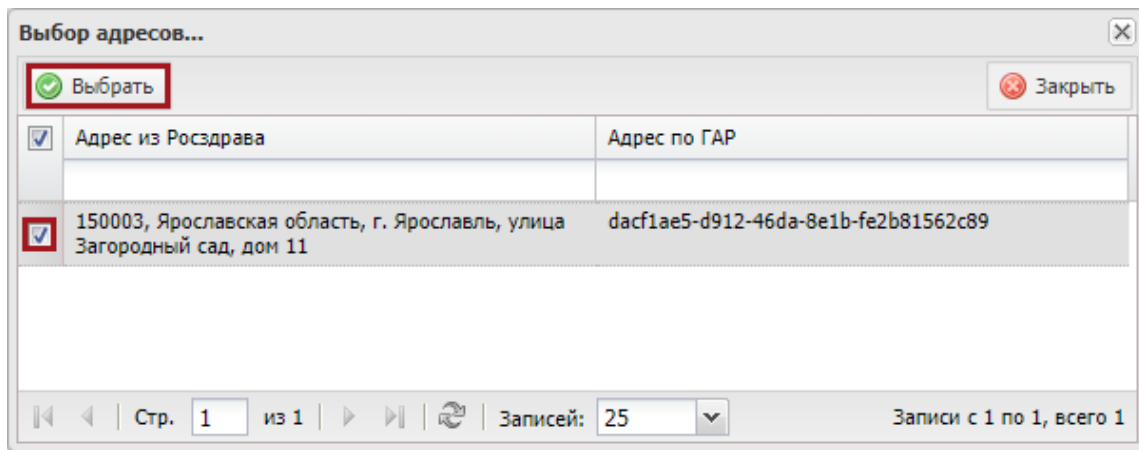 Выбор адресов...
Выбрать
Закрыть
Адрес из Росздрава
Адрес по ГАР
150003, Ярославская область, г. Ярославль, улица
Загородный сад, дом 11
dacf1ae5-d912-46da-8e1b-fe2b81562c89
Стр. 1 из 1 Записей: 25 Записи с 1 по 1, всего 1